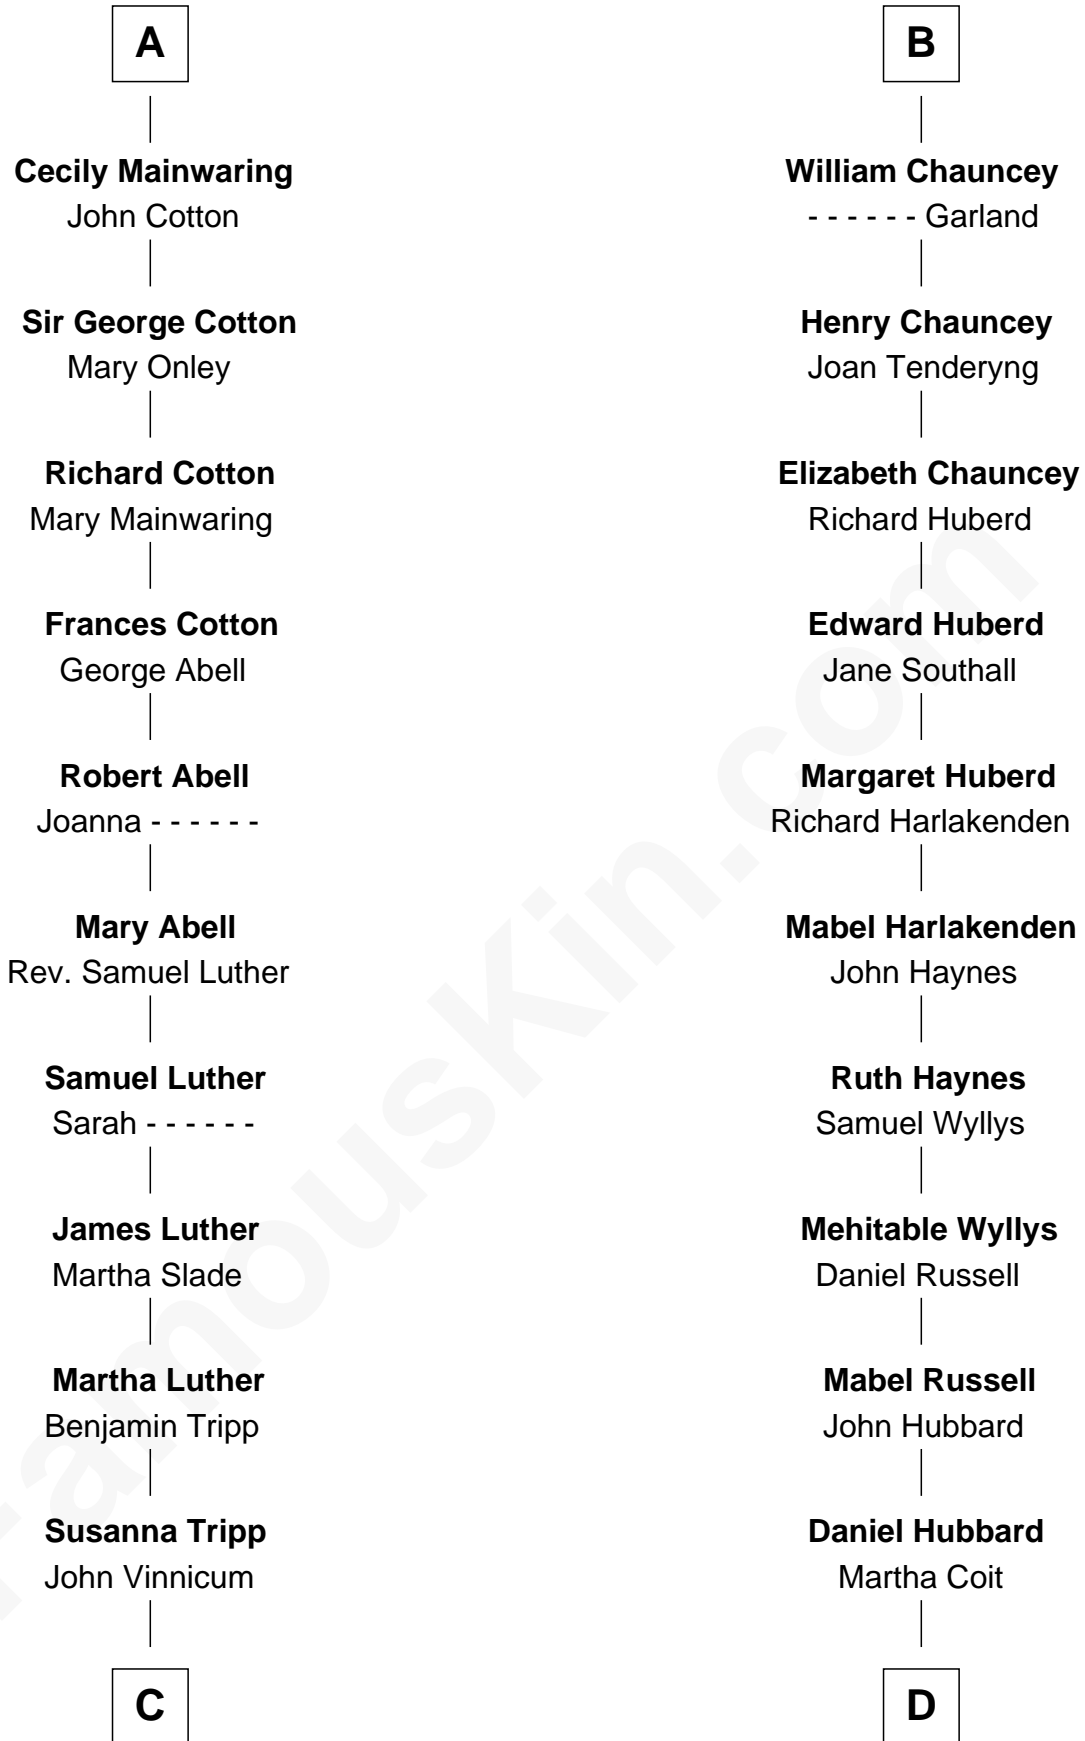 A
Cecily Mainwaring
John Cotton
Sir George Cotton
Mary Onley
Richard Cotton
Mary Mainwaring
Frances Cotton
George Abell
Robert Abell
Joanna - - - - - -
Mary Abell
Rev. Samuel Luther
Samuel Luther
Sarah - - - - - -
James Luther
Martha Slade
Martha Luther
Benjamin Tripp
Susanna Tripp
John Vinnicum
C
B
William Chauncey
- - - - - - Garland
Henry Chauncey
Joan Tenderyng
Elizabeth Chauncey
Richard Huberd
Edward Huberd
Jane Southall
Margaret Huberd
Richard Harlakenden
Mabel Harlakenden
John Haynes
Ruth Haynes
Samuel Wyllys
Mehitable Wyllys
Daniel Russell
Mabel Russell
John Hubbard
Daniel Hubbard
Martha Coit
D
FamousKin.com